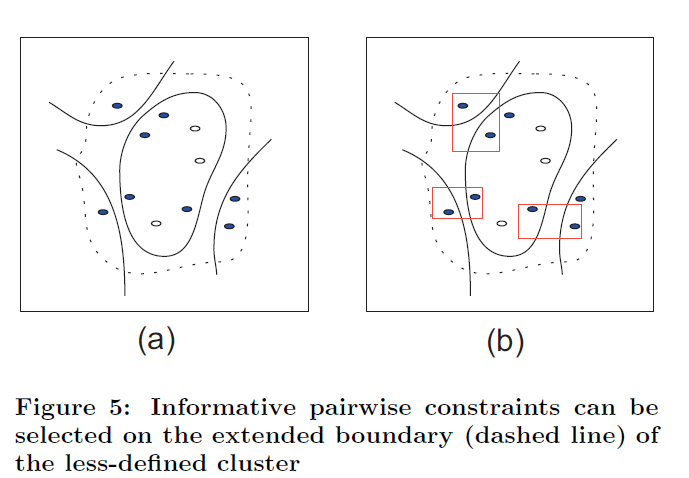 (a)
(b)
Figure 5: Informative pairwise constraints can be
selected on the extended boundary (dashed line) of
the less-defined cluster